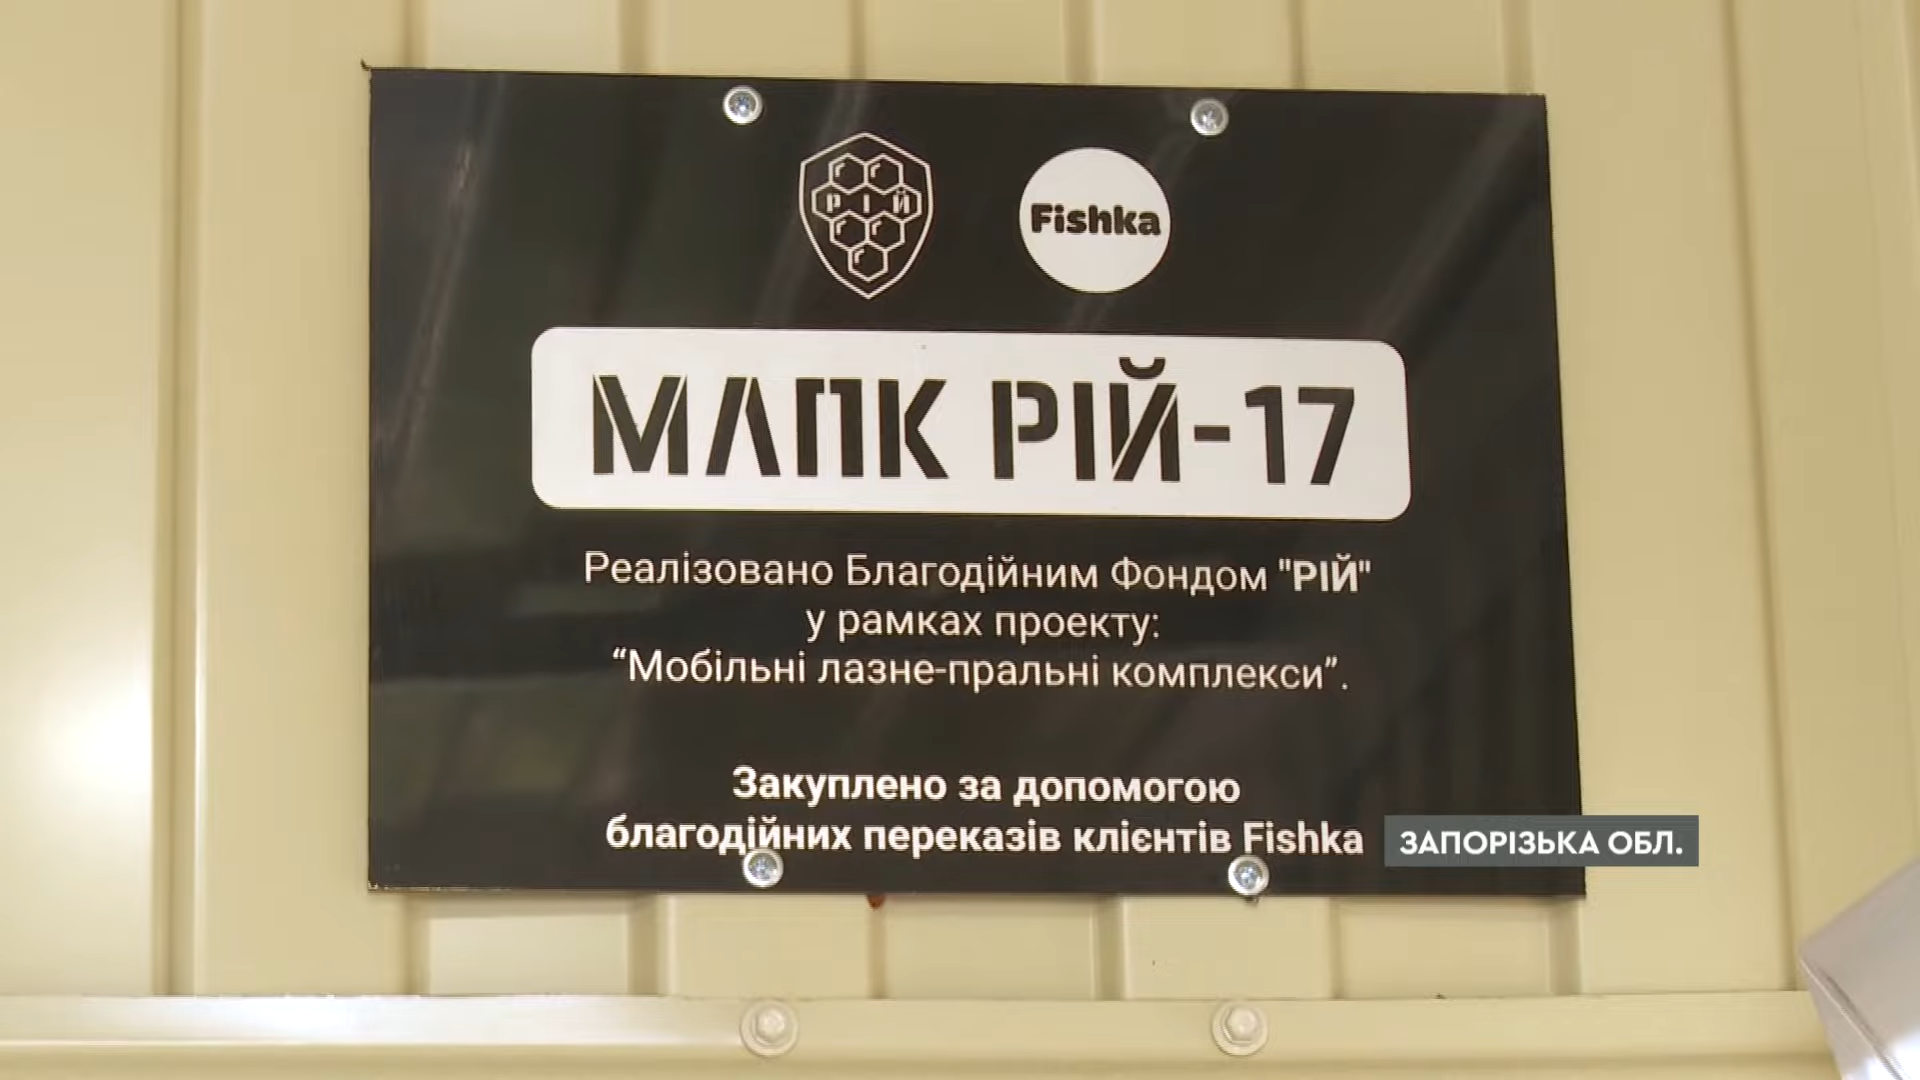 РІЙ
Fishka
МЛПК РІЙ-17
Реалізовано Благодійним Фондом "РІЙ"
у рамках проекту:
“Мобільні лазне-пральні комплекси”.
Закуплено за допомогою
благодійних переказів клієнтів Fishka
ЗАПОРІЗЬКА ОБЛ.